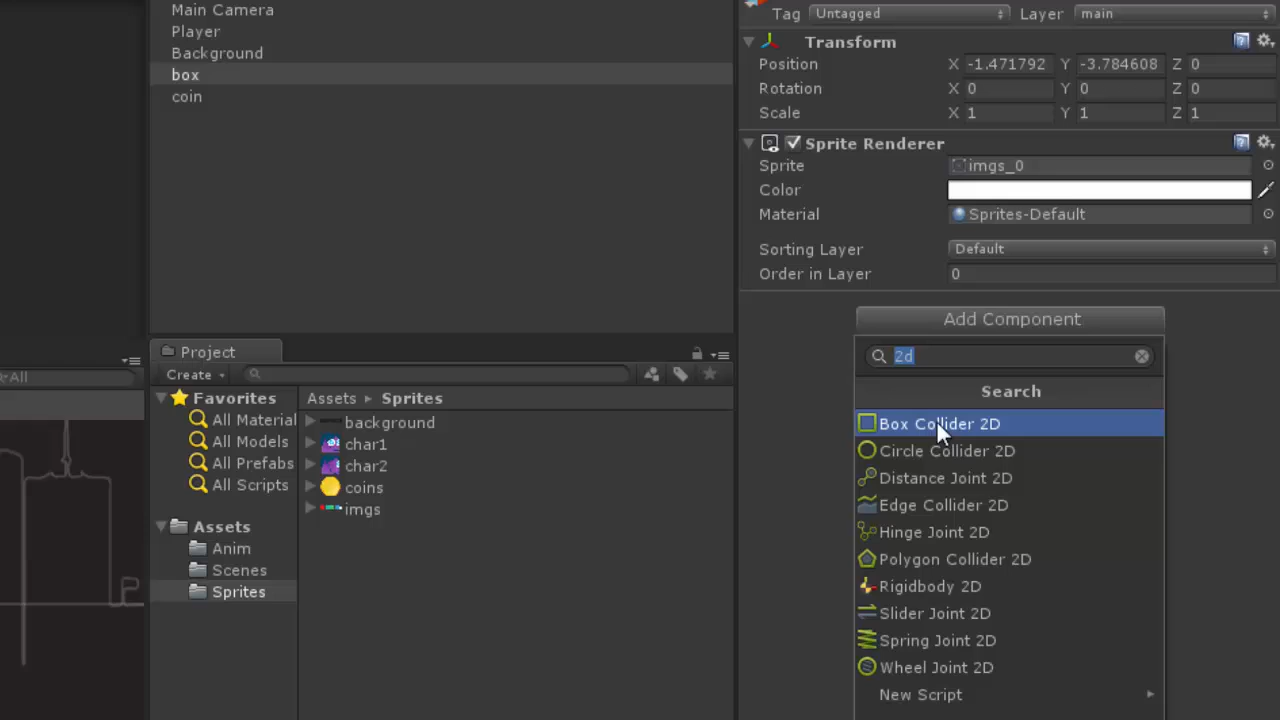 Main Camera
Player
Background
box
coin
Tag Untagged Layer main
Transform
Position X -1.471792 Y -3.784608 Z 0
Rotation X 0 Y 0 Z 0
Scale X 1 Y 1 Z 1
Sprite Renderer
Sprite imgs_0
Color
Material Sprites-Default
Sorting Layer Default
Order in Layer 0
Add Component
2d
Search
Box Collider 2D
Circle Collider 2D
Distance Joint 2D
Edge Collider 2D
Hinge Joint 2D
Polygon Collider 2D
Rigidbody 2D
Slider Joint 2D
Spring Joint 2D
Wheel Joint 2D
New Script
All
Project
Create
Favorites
All Material
All Models
All Prefabs
All Scripts
Assets
Anim
Scenes
Sprites
Assets Sprites
background
char1
char2
coins
imgs